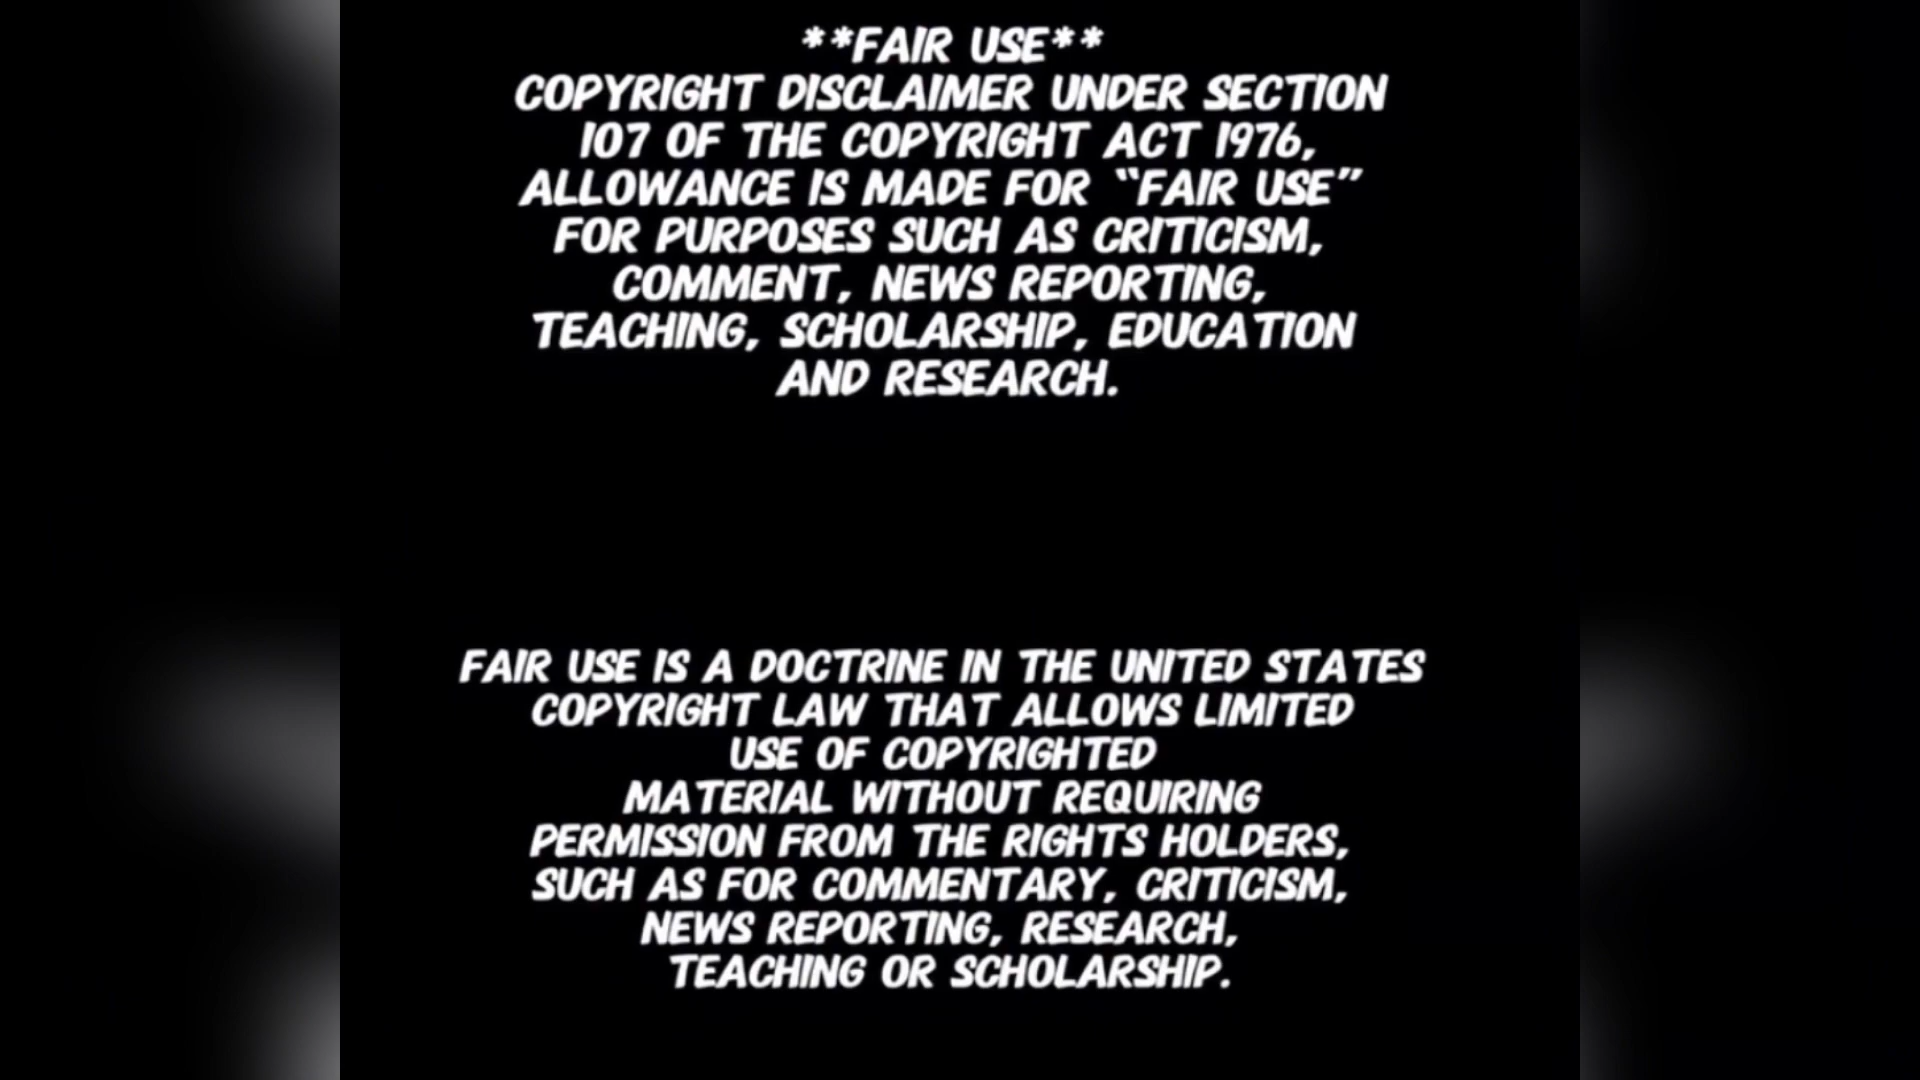 **FAIR USE**
COPYRIGHT DISCLAIMER UNDER SECTION
107 OF THE COPYRIGHT ACT 1976,
ALLOWANCE IS MADE FOR “FAIR USE”
FOR PURPOSES SUCH AS CRITICISM,
COMMENT, NEWS REPORTING,
TEACHING, SCHOLARSHIP, EDUCATION
AND RESEARCH.
FAIR USE IS A DOCTRINE IN THE UNITED STATES
COPYRIGHT LAW THAT ALLOWS LIMITED
USE OF COPYRIGHTED
MATERIAL WITHOUT REQUIRING
PERMISSION FROM THE RIGHTS HOLDERS,
SUCH AS FOR COMMENTARY, CRITICISM,
NEWS REPORTING, RESEARCH,
TEACHING OR SCHOLARSHIP.